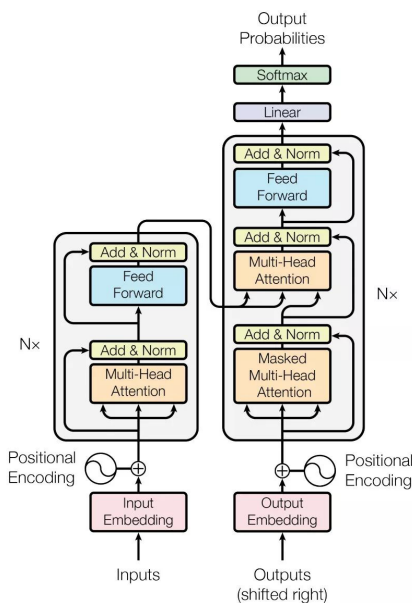 Output
Probabilities
Softmax
Linear
Add & Norm
Feed
Forward
Add & Norm
Multi-Head
Attention
Add & Norm
Masked
Multi-Head
Attention
N×
Add & Norm
Feed
Forward
Add & Norm
Multi-Head
Attention
N×
Positional
Encoding
Positional
Encoding
Input
Embedding
Output
Embedding
Inputs
Outputs
(shifted right)